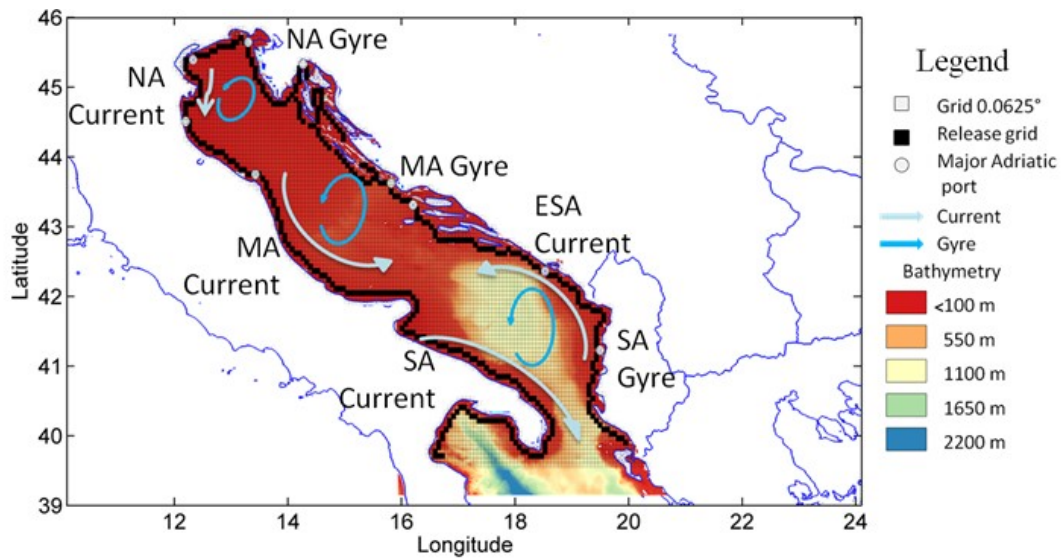 46
45
44
43
42
41
40
39
Latitude
12
14
16
18
20
22
24
Longitude
NA Gyre
NA
Current
MA Gyre
MA
Current
ESA
Current
SA
Current
SA
Gyre
Legend
Grid 0.0625°
Release grid
Major Adriatic
port
Current
Gyre
Bathymetry
<100 m
550 m
1100 m
1650 m
2200 m